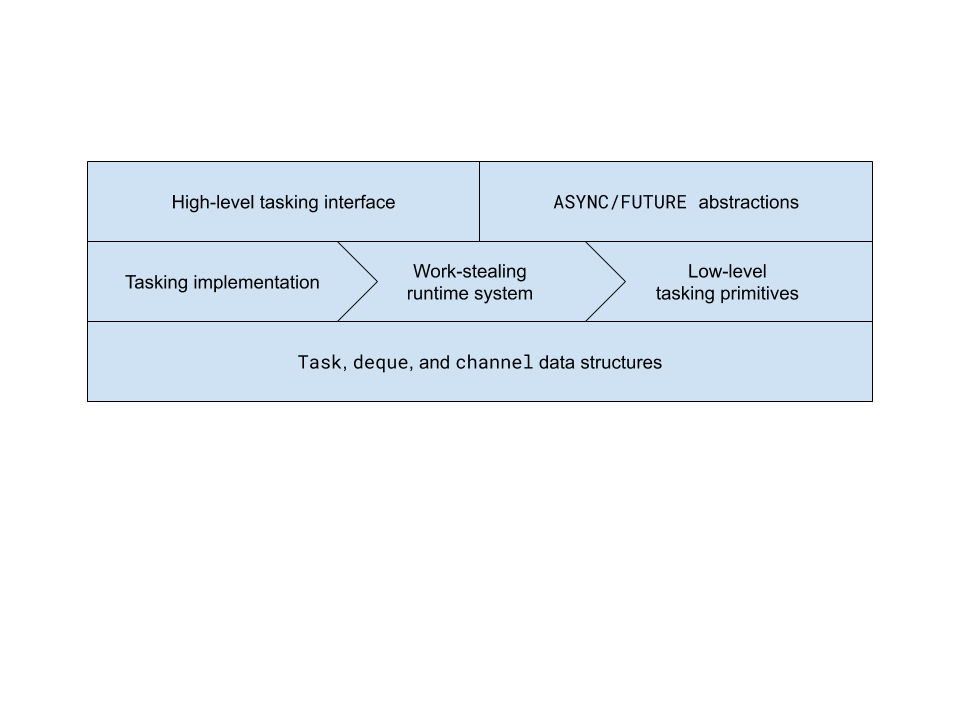 High-level tasking interface
ASYNC/FUTURE abstractions
Tasking implementation
Work-stealing
runtime system
Low-level
tasking primitives
Task, deque, and channel data structures